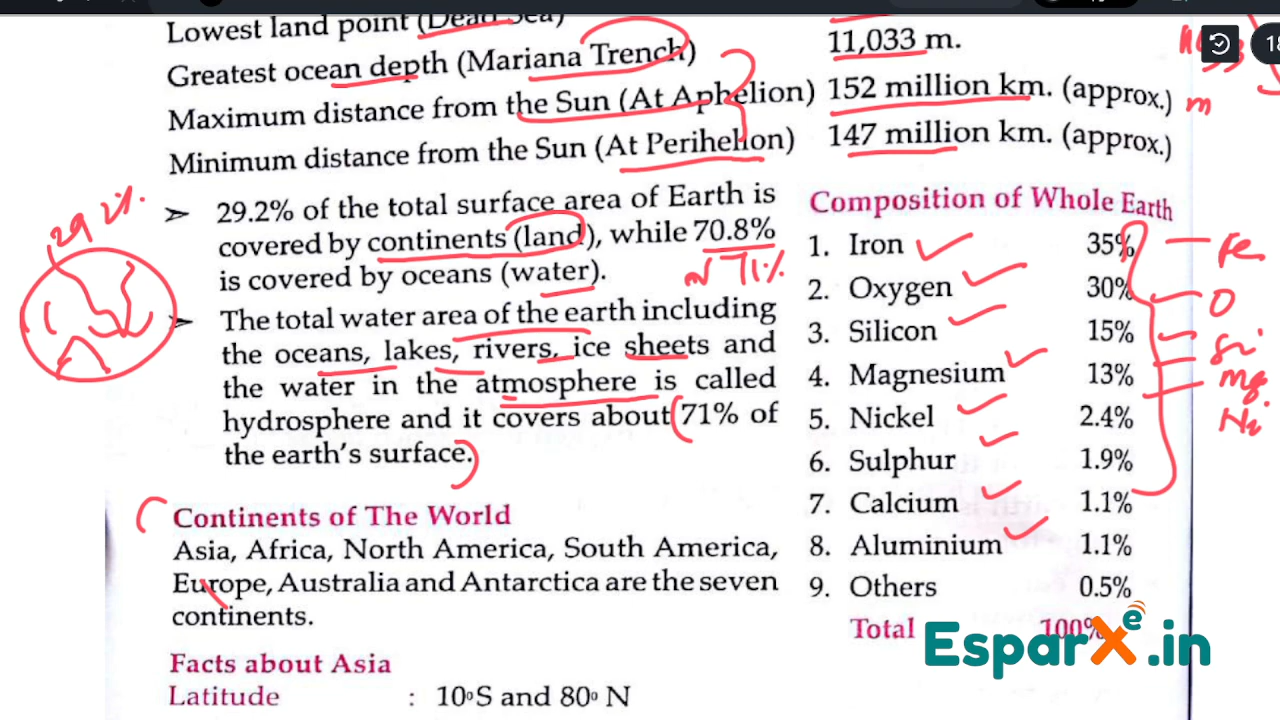 Lowest land point (Dead Sea)
Greatest ocean depth (Mariana Trench) 11,033 m.
Maximum distance from the Sun (At Aphelion) 152 million km. (approx.)
m
Minimum distance from the Sun (At Perihelion) 147 million km. (approx.)
➢ 29.2% of the total surface area of Earth is
covered by continents (land), while 70.8%
is covered by oceans (water).
71%
➢ The total water area of the earth including
the oceans, lakes, rivers, ice sheets and
the water in the atmosphere is called
hydrosphere and it covers about 71% of
the earth's surface.
Continents of The World
Asia, Africa, North America, South America,
Europe, Australia and Antarctica are the seven
continents.
Facts about Asia
Latitude : 10°S and 80° N
Composition of Whole Earth
1. Iron 35% Fe
2. Oxygen 30% O
3. Silicon 15% Si
4. Magnesium 13% Mg
5. Nickel 2.4% Ni
6. Sulphur 1.9%
7. Calcium 1.1%
8. Aluminium 1.1%
9. Others 0.5%
Total 100%
EsparXe.in